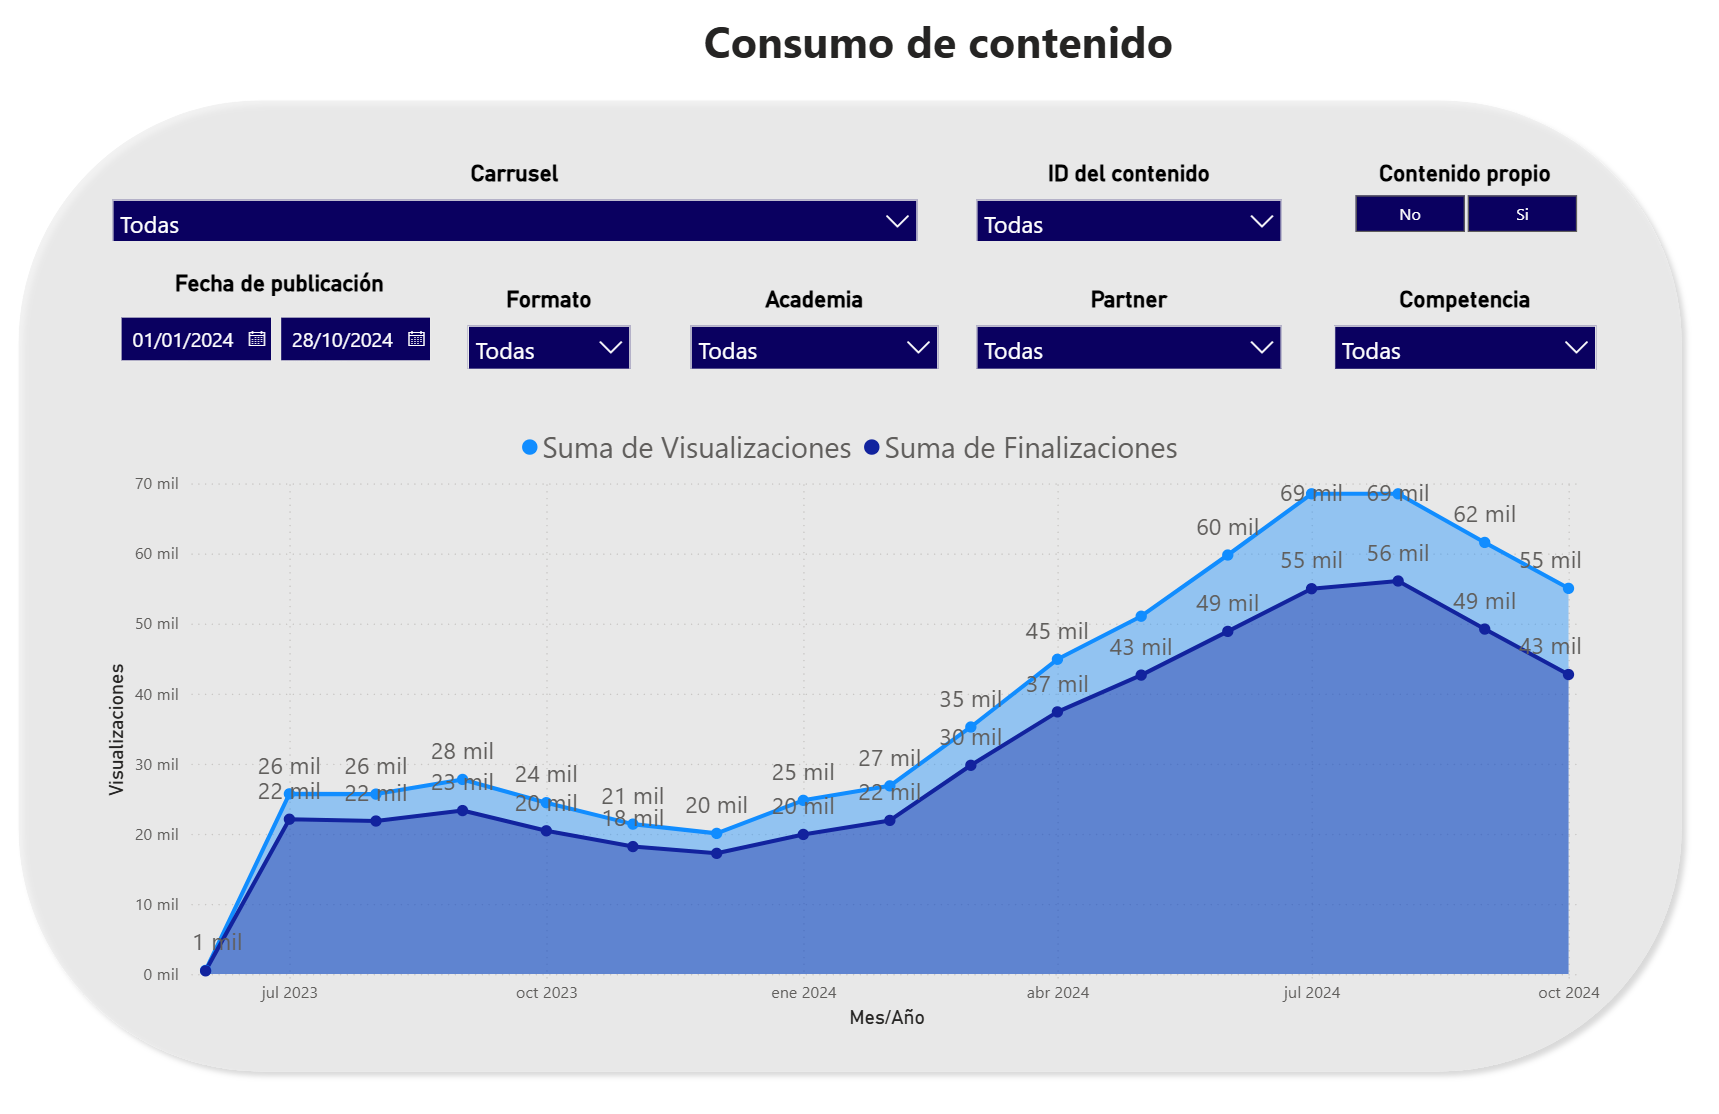 Consumo de contenido
Carrusel
ID del contenido
Contenido propio
Todas
Todas
No
Si
Fecha de publicación
Formato
Academia
Partner
Competencia
01/01/2024
28/10/2024
Todas
Todas
Todas
Todas
Suma de Visualizaciones
Suma de Finalizaciones
Visualizaciones
70 mil
60 mil
50 mil
40 mil
30 mil
20 mil
10 mil
0 mil
1 mil
26 mil
22 mil
26 mil
22 mil
28 mil
23 mil
24 mil
20 mil
21 mil
18 mil
20 mil
25 mil
20 mil
27 mil
22 mil
35 mil
30 mil
45 mil
37 mil
43 mil
60 mil
49 mil
69 mil
55 mil
69 mil
56 mil
62 mil
49 mil
55 mil
43 mil
jul 2023
oct 2023
ene 2024
abr 2024
jul 2024
oct 2024
Mes/Año